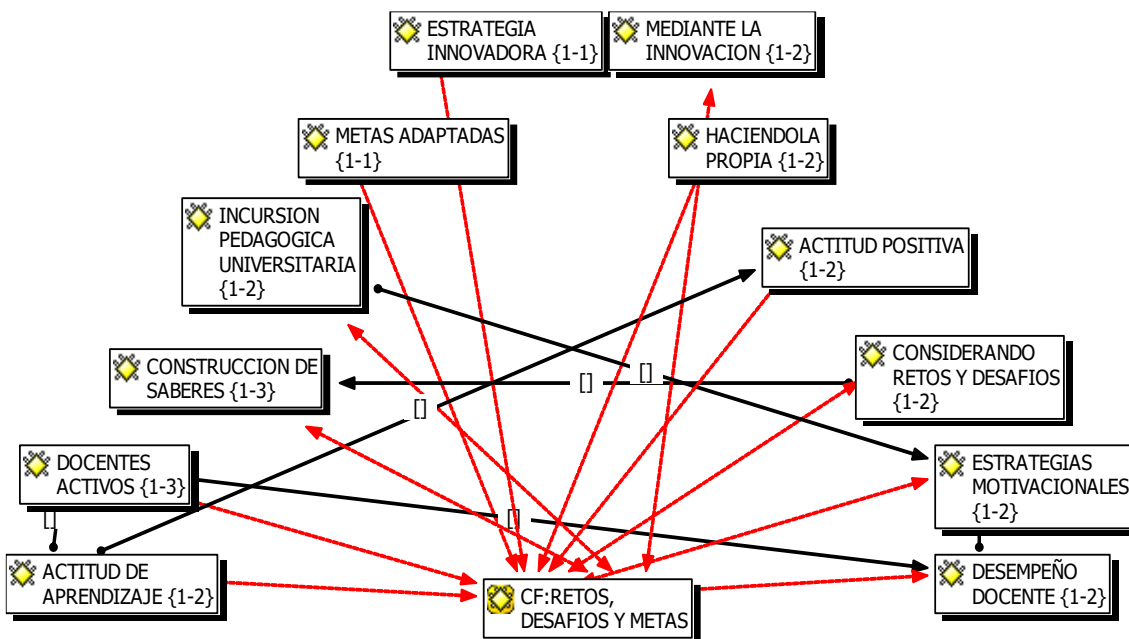 ESTRATEGIA
INNOVADORA {1-1}
MEDIANTE LA
INNOVACION {1-2}
METAS ADAPTADAS
{1-1}
HACIENDOLA
PROPIA {1-2}
INCURSION
PEDAGOGICA
UNIVERSITARIA
{1-2}
ACTITUD POSITIVA
{1-2}
CONSTRUCCION DE
SABERES {1-3}
[]
[]
CONSIDERANDO
RETOS Y DESAFIOS
{1-2}
[]
DOCENTES
ACTIVOS {1-3}
ESTRATEGIAS
MOTIVACIONALES
{1-2}
[]
[]
ACTITUD DE
APRENDIZAJE {1-2}
CF:RETOS,
DESAFIOS Y METAS
DESEMPEÑO
DOCENTE {1-2}